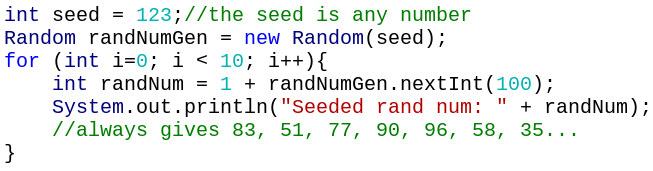 int seed = 123;//the seed is any number
Random randNumGen = new Random(seed);
for (int i=0; i < 10; i++){
    int randNum = 1 + randNumGen.nextInt(100);
    System.out.println("Seeded rand num: " + randNum);
    //always gives 83, 51, 77, 90, 96, 58, 35...
}